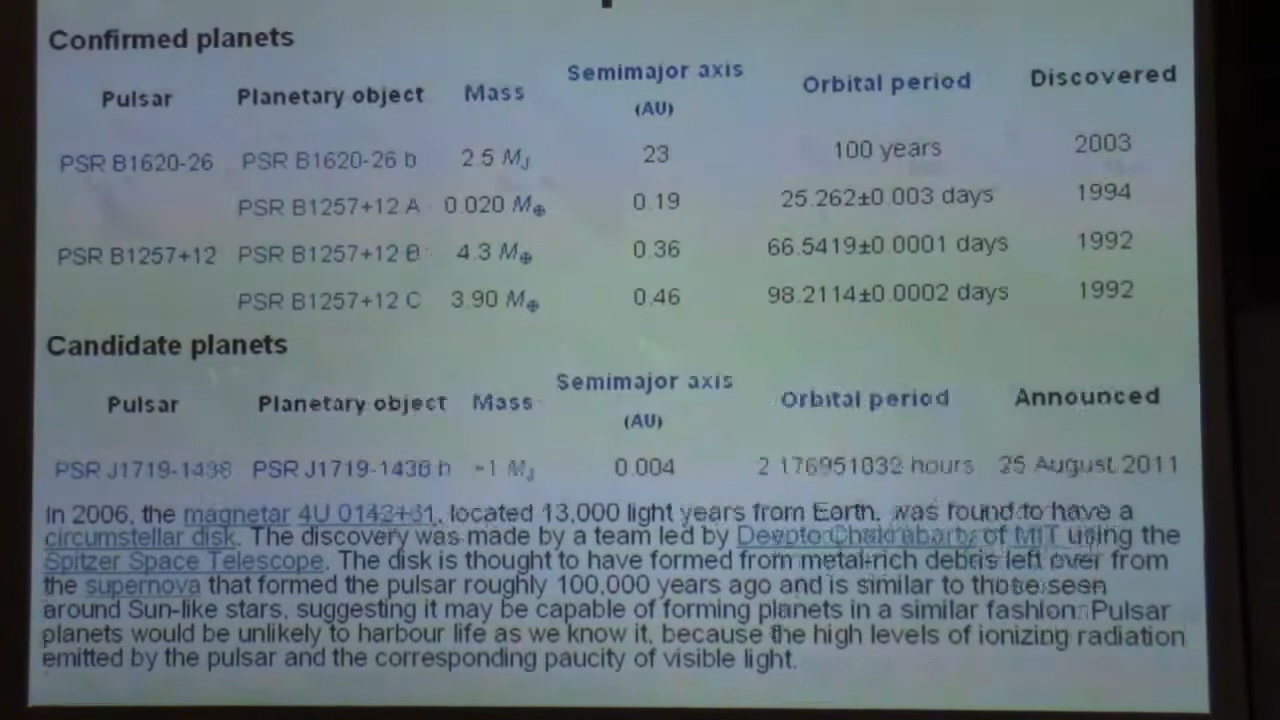 Confirmed planets
Pulsar Planetary object Mass Semimajor axis (AU) Orbital period Discovered
PSR B1620-26 PSR B1620-26 b 2.5 MJ 23 100 years 2003
PSR B1257+12 A 0.020 M⊕ 0.19 25.262±0.003 days 1994
PSR B1257+12 PSR B1257+12 B 4.3 M⊕ 0.36 66.5419±0.0001 days 1992
PSR B1257+12 C 3.90 M⊕ 0.46 98.2114±0.0002 days 1992
Candidate planets
Pulsar Planetary object Mass Semimajor axis (AU) Orbital period Announced
PSR J1719-1438 PSR J1719-1438 b ~1 MJ 0.004 2.176951032 hours 25 August 2011
In 2006, the magnetar 4U 0142+61, located 13,000 light years from Earth, was found to have a
circumstellar disk. The discovery was made by a team led by Deepto Chakrabarty of MIT using the
Spitzer Space Telescope. The disk is thought to have formed from metal-rich debris left over from
the supernova that formed the pulsar roughly 100,000 years ago and is similar to those seen
around Sun-like stars, suggesting it may be capable of forming planets in a similar fashion. Pulsar
planets would be unlikely to harbour life as we know it, because the high levels of ionizing radiation
emitted by the pulsar and the corresponding paucity of visible light.